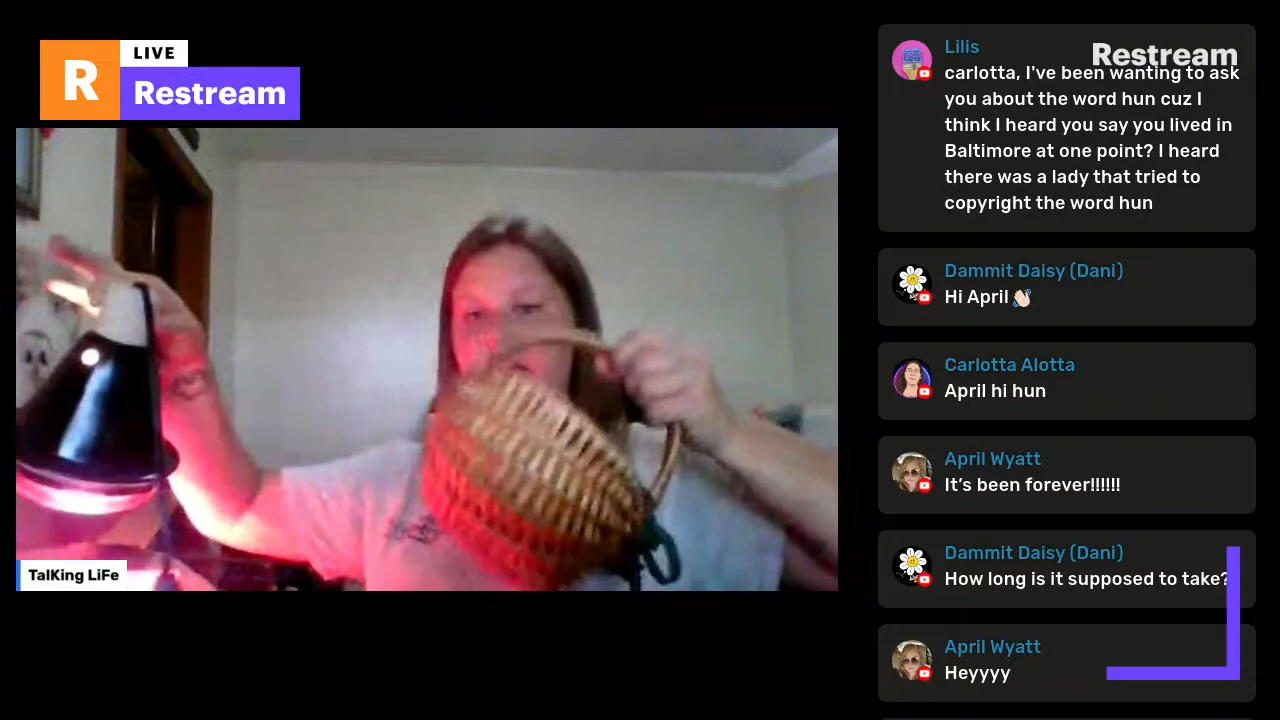 R
LIVE
Restream
TalKing LiFe
Restream
Lilis
carlotta, I've been wanting to ask
you about the word hun cuz I
think I heard you say you lived in
Baltimore at one point? I heard
there was a lady that tried to
copyright the word hun
Dammit Daisy (Dani)
Hi April 👋🏻
Carlotta Alotta
April hi hun
April Wyatt
It’s been forever!!!!!!
Dammit Daisy (Dani)
How long is it supposed to take?
April Wyatt
Heyyyy